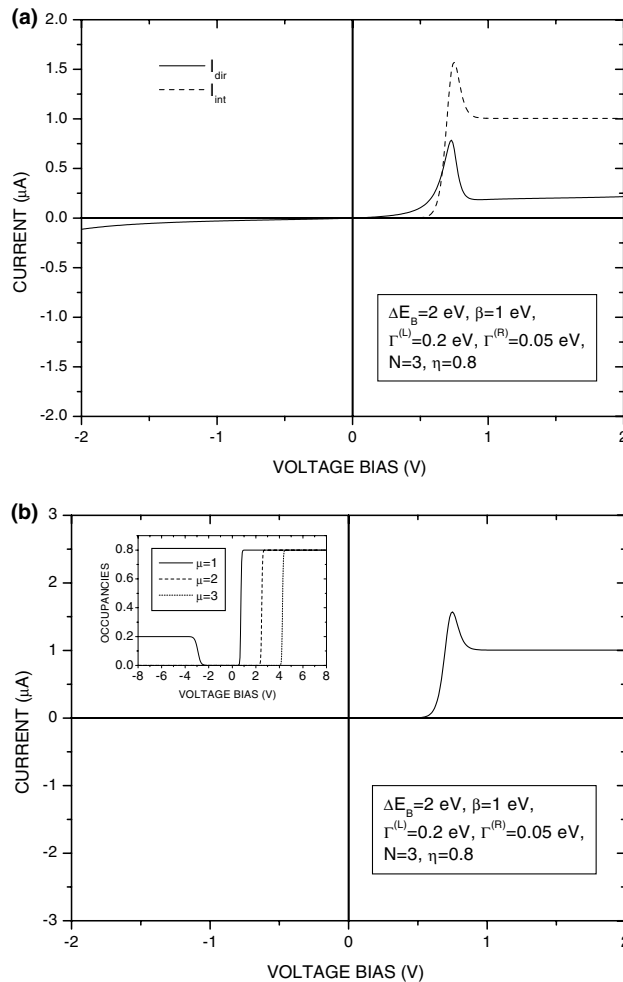 (a)
2.0
1.5
1.0
0.5
0.0
-0.5
-1.0
-1.5
-2.0
CURRENT (μA)
I dir
I int
ΔE_B=2 eV, β=1 eV,
Γ^(L)=0.2 eV, Γ^(R)=0.05 eV,
N=3, η=0.8
-2 -1 0 1 2
VOLTAGE BIAS (V)
(b)
3
2
1
0
-1
-2
-3
CURRENT (μA)
0.8
0.6
0.4
0.2
0.0
OCCUPANCIES
μ=1
μ=2
μ=3
-8 -6 -4 -2 0 2 4 6 8
VOLTAGE BIAS (V)
ΔE_B=2 eV, β=1 eV,
Γ^(L)=0.2 eV, Γ^(R)=0.05 eV,
N=3, η=0.8
-2 -1 0 1 2
VOLTAGE BIAS (V)